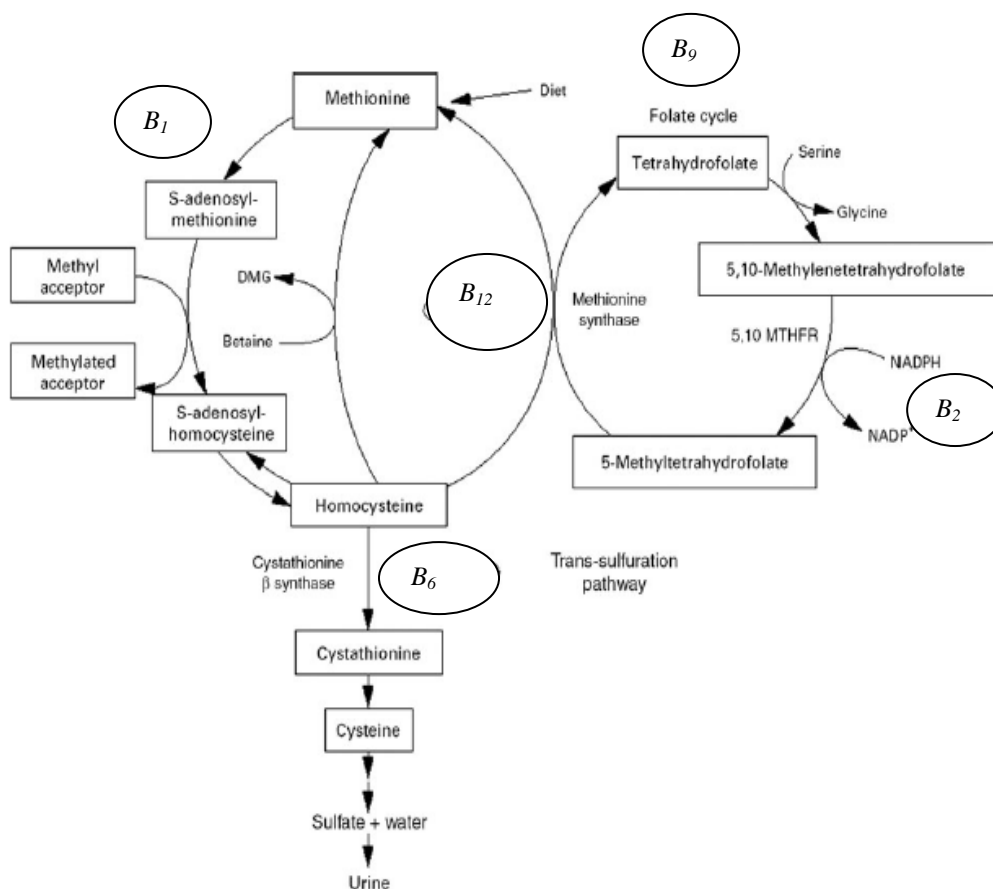 B9
B1
Methionine
Diet
Folate cycle
Tetrahydrofolate
Serine
Glycine
S-adenosyl-
methionine
Methyl
acceptor
DMG
B12
5,10-Methylenetetrahydrofolate
Methionine
synthase
5,10 MTHFR
Betaine
NADPH
Methylated
acceptor
B2
NADP+
S-adenosyl-
homocysteine
5-Methyltetrahydrofolate
Homocysteine
Cystathionine
β synthase
B6
Trans-sulfuration
pathway
Cystathionine
Cysteine
Sulfate + water
Urine